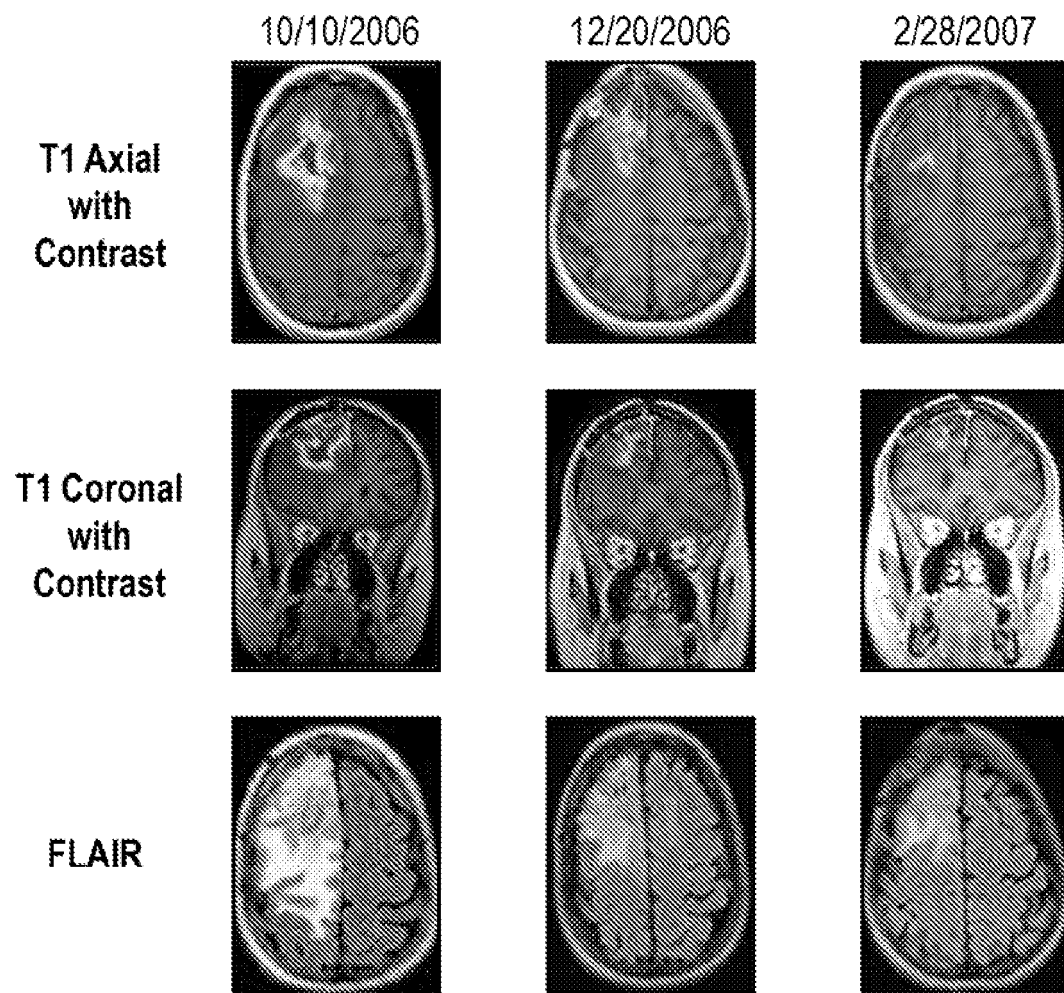 10/10/2006 12/20/2006 2/28/2007
T1 Axial
with
Contrast
T1 Coronal
with
Contrast
FLAIR